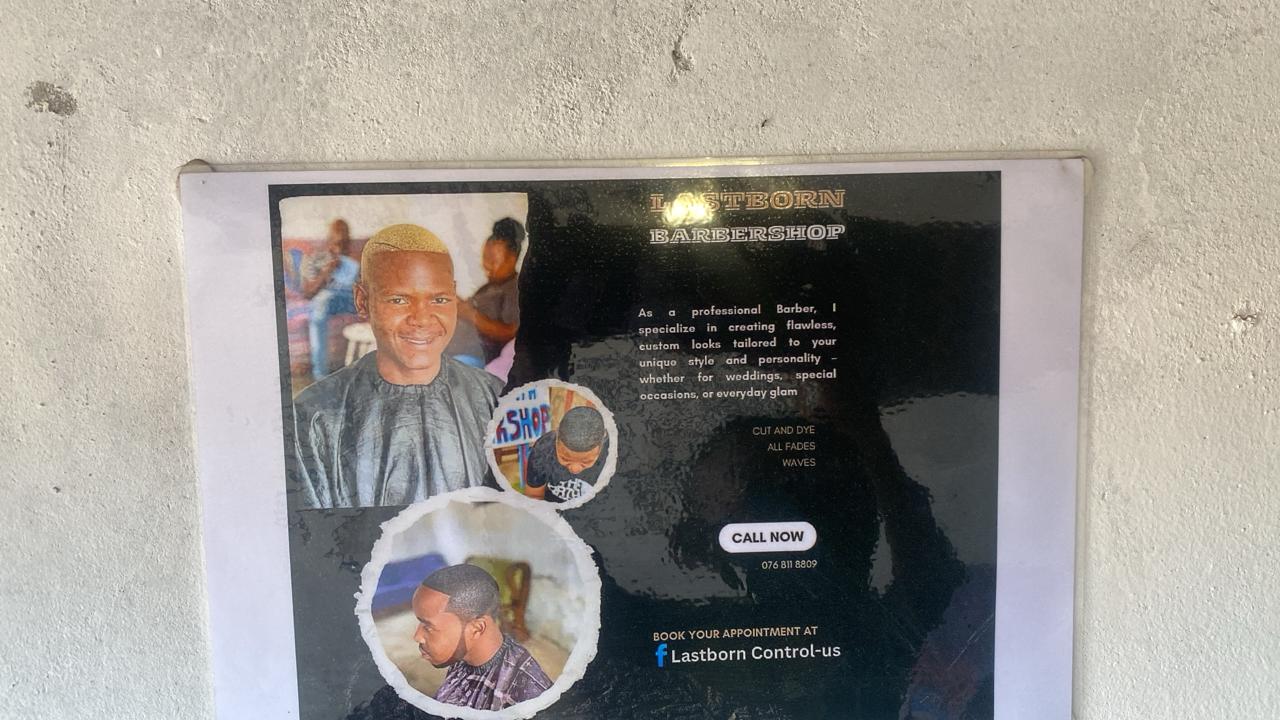 LASTBORN
BARBERSHOP
As a professional Barber, I
specialize in creating flawless,
custom looks tailored to your
unique style and personality –
whether for weddings, special
occasions, or everyday glam
CUT AND DYE
ALL FADES
WAVES
CALL NOW
076 811 8809
BOOK YOUR APPOINTMENT AT
f Lastborn Control-us